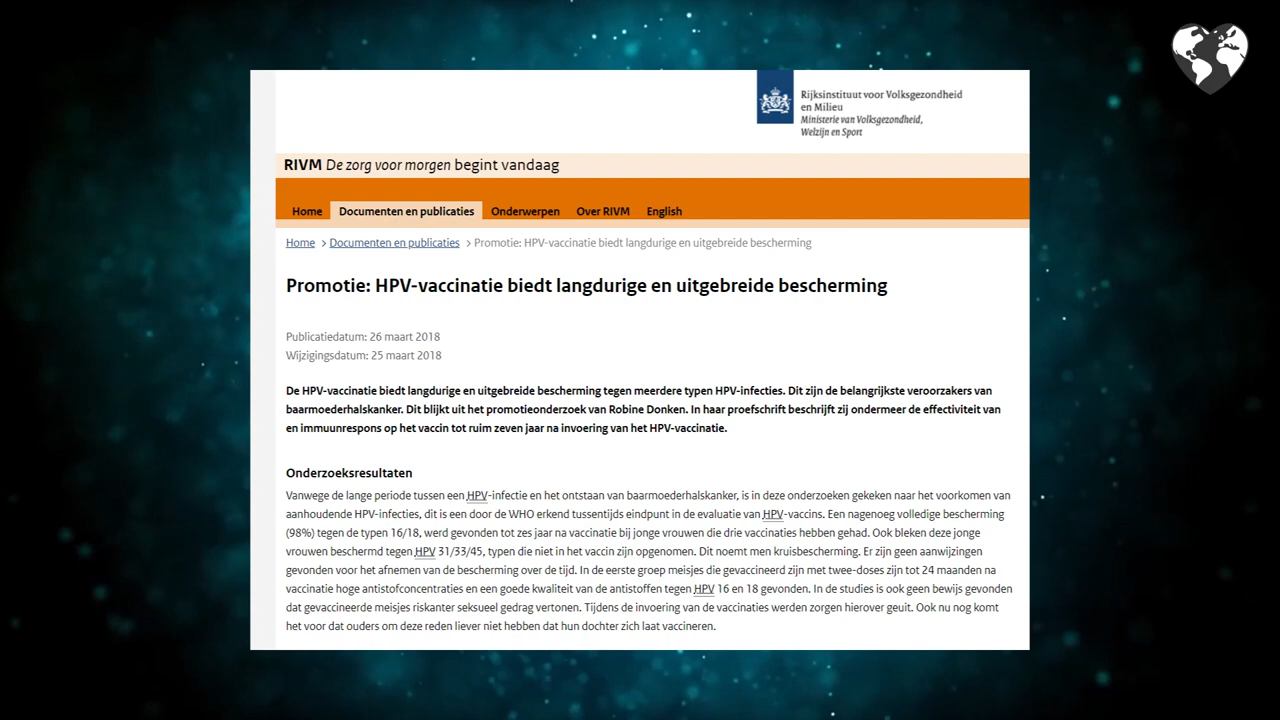 Rijksinstituut voor Volksgezondheid
en Milieu
Ministerie van Volksgezondheid,
Welzijn en Sport
RIVM De zorg voor morgen begint vandaag
Home Documenten en publicaties Onderwerpen Over RIVM English
Home > Documenten en publicaties > Promotie: HPV-vaccinatie biedt langdurige en uitgebreide bescherming
Promotie: HPV-vaccinatie biedt langdurige en uitgebreide bescherming
Publicatiedatum: 26 maart 2018
Wijzigingsdatum: 25 maart 2018
De HPV-vaccinatie biedt langdurige en uitgebreide bescherming tegen meerdere typen HPV-infecties. Dit zijn de belangrijkste veroorzakers van
baarmoederhalskanker. Dit blijkt uit het promotieonderzoek van Robine Donken. In haar proefschrift beschrijft zij ondermeer de effectiviteit van
en immuunrespons op het vaccin tot ruim zeven jaar na invoering van het HPV-vaccinatie.
Onderzoeksresultaten
Vanwege de lange periode tussen een HPV-infectie en het ontstaan van baarmoederhalskanker, is in deze onderzoeken gekeken naar het voorkomen van
aanhoudende HPV-infecties, dit is een door de WHO erkend tussentijds eindpunt in de evaluatie van HPV-vaccins. Een nagenoeg volledige bescherming
(98%) tegen de typen 16/18, werd gevonden tot zes jaar na vaccinatie bij jonge vrouwen die drie vaccinaties hebben gehad. Ook bleken deze jonge
vrouwen beschermd tegen HPV 31/33/45, typen die niet in het vaccin zijn opgenomen. Dit noemt men kruisbescherming. Er zijn geen aanwijzingen
gevonden voor het afnemen van de bescherming over de tijd. In de eerste groep meisjes die gevaccineerd zijn met twee-doses zijn tot 24 maanden na
vaccinatie hoge antistofconcentraties en een goede kwaliteit van de antistoffen tegen HPV 16 en 18 gevonden. In de studies is ook geen bewijs gevonden
dat gevaccineerde meisjes riskanter seksueel gedrag vertonen. Tijdens de invoering van de vaccinaties werden zorgen hierover geuit. Ook nu nog komt
het voor dat ouders om deze reden liever niet hebben dat hun dochter zich laat vaccineren.